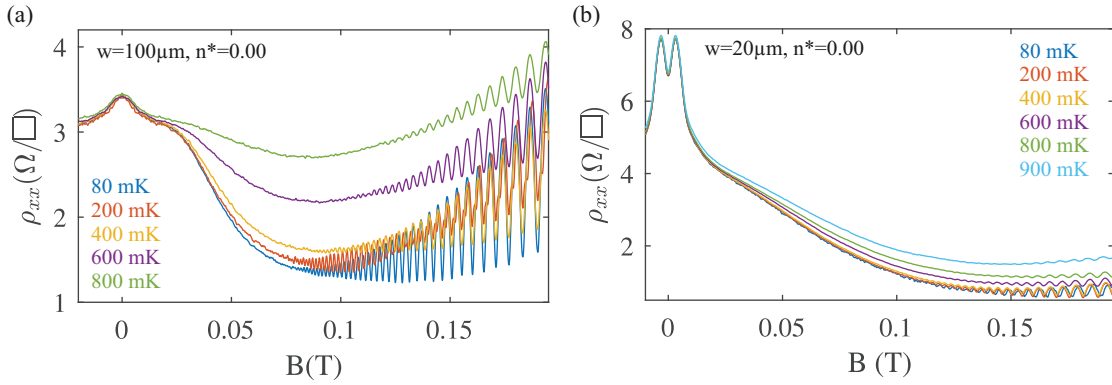 (a)
w=100µm, n*=0.00
ρxx(Ω/□)
4
3
2
1
80 mK
200 mK
400 mK
600 mK
800 mK
0
0.05
0.1
0.15
B(T)
(b)
w=20µm, n*=0.00
ρxx(Ω/□)
8
6
4
2
80 mK
200 mK
400 mK
600 mK
800 mK
900 mK
0
0.1
0.15
B (T)